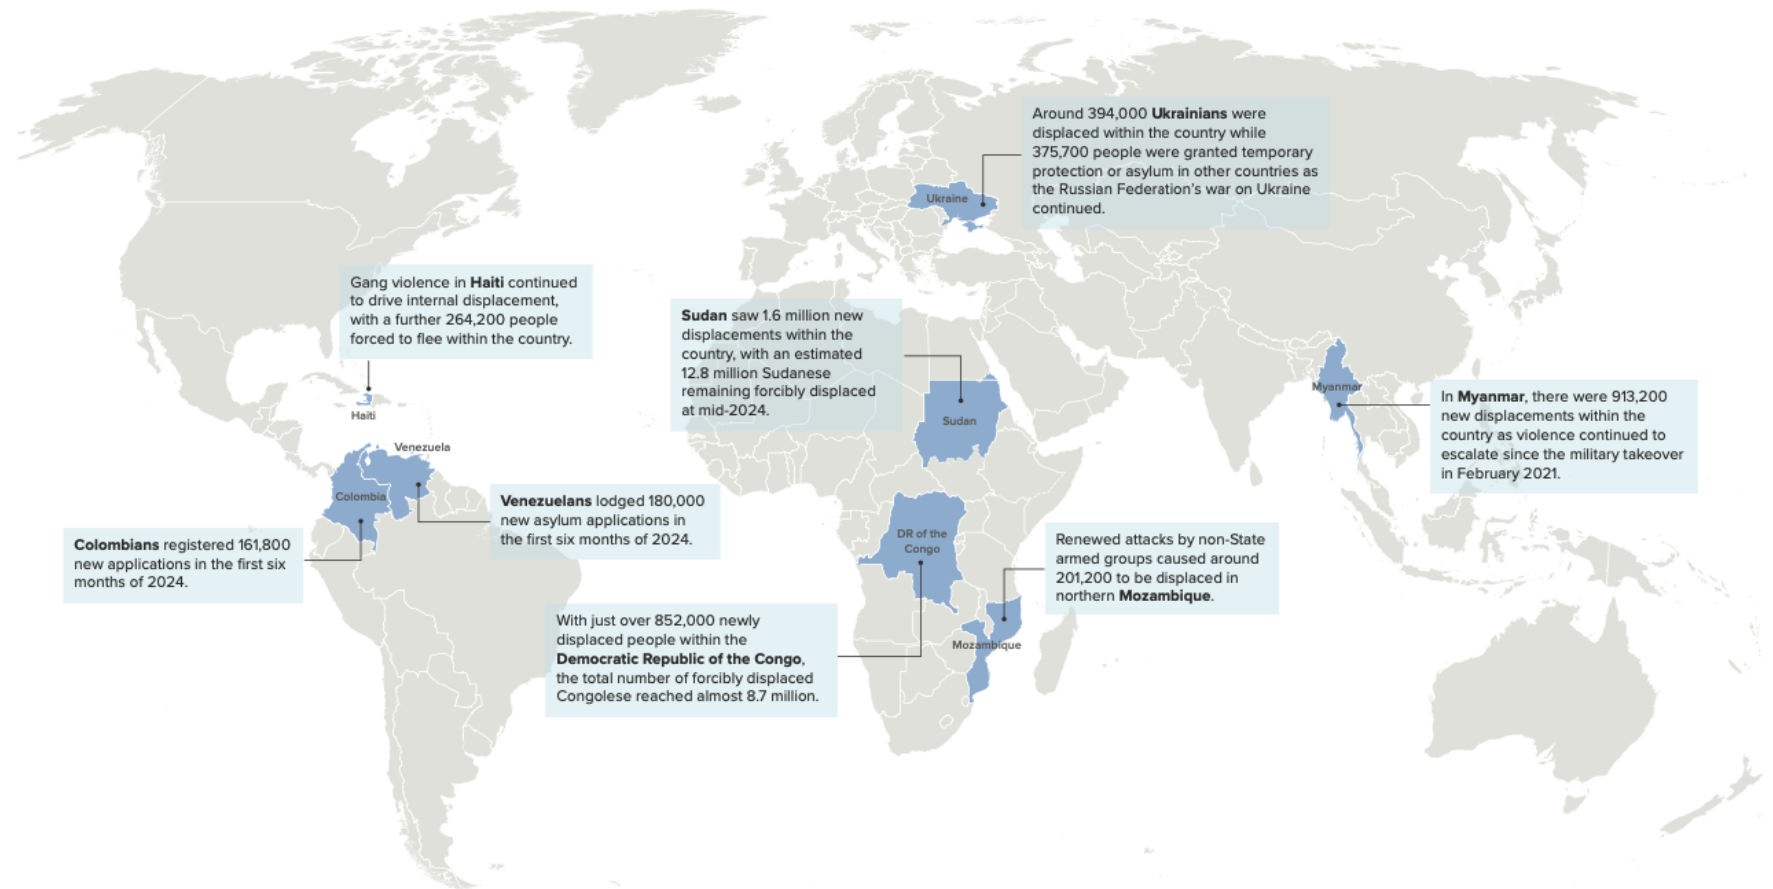 Around 394,000 Ukrainians were
displaced within the country while
375,700 people were granted temporary
protection or asylum in other countries as
the Russian Federation's war on Ukraine
continued.
Ukraine
Gang violence in Haiti continued
to drive internal displacement,
with a further 264,200 people
forced to flee within the country.
Haiti
Sudan saw 1.6 million new
displacements within the
country, with an estimated
12.8 million Sudanese
remaining forcibly displaced
at mid-2024.
Sudan
Myanmar
In Myanmar, there were 913,200
new displacements within the
country as violence continued to
escalate since the military takeover
in February 2021.
Venezuela
Colombia
Venezuelans lodged 180,000
new asylum applications in
the first six months of 2024.
Colombians registered 161,800
new applications in the first six
months of 2024.
DR of the
Congo
Renewed attacks by non-State
armed groups caused around
201,200 to be displaced in
northern Mozambique.
With just over 852,000 newly
displaced people within the
Democratic Republic of the Congo,
the total number of forcibly displaced
Congolese reached almost 8.7 million.
Mozambique